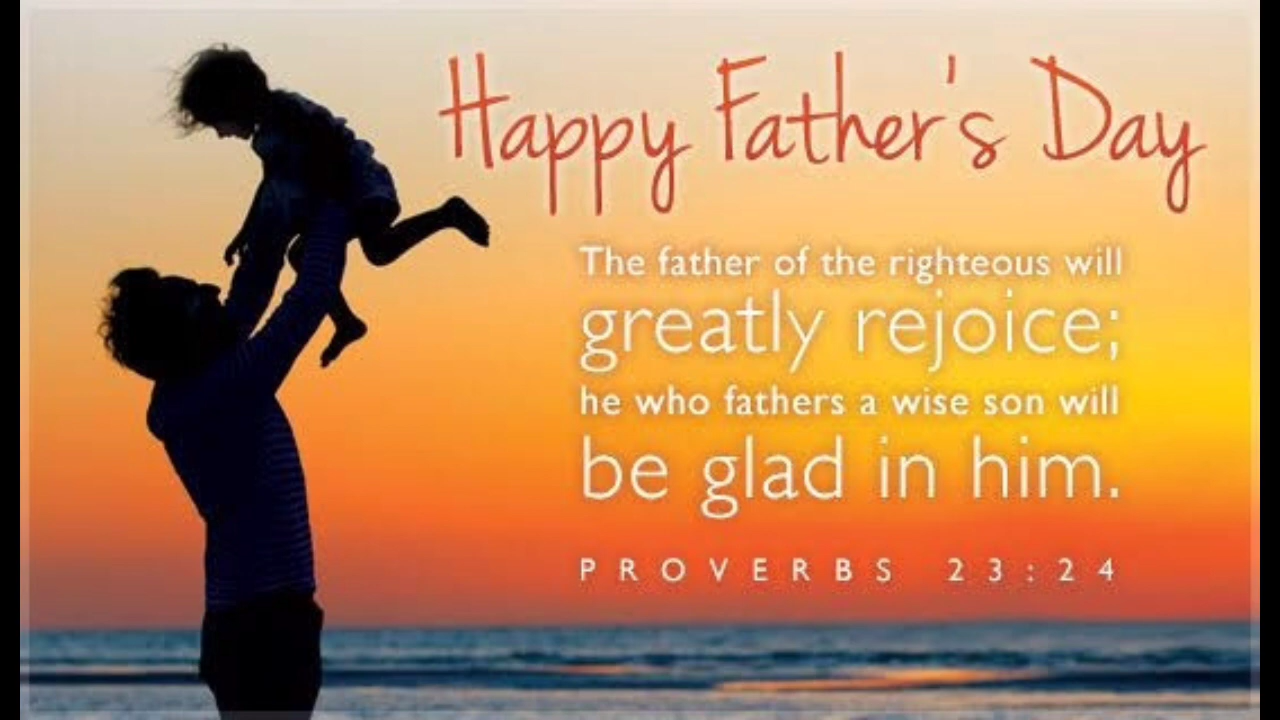 Happy Father's Day
The father of the righteous will
greatly rejoice;
he who fathers a wise son will
be glad in him.
PROVERBS 23:24